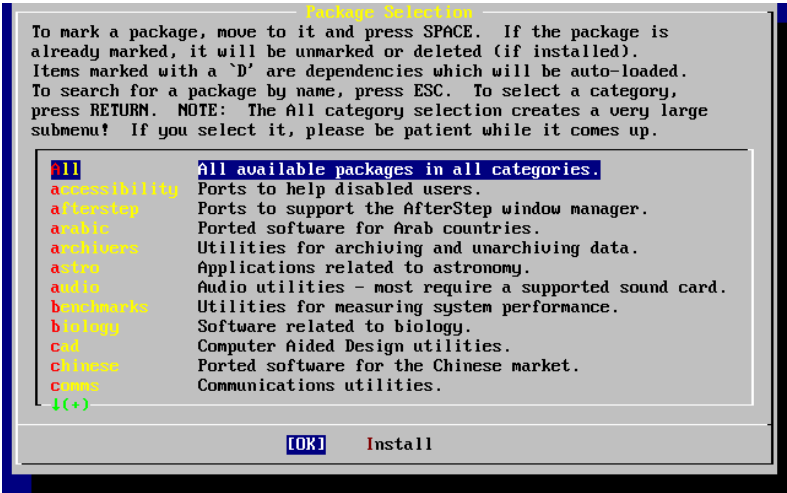 Package Selection
To mark a package, move to it and press SPACE.  If the package is
already marked, it will be unmarked or deleted (if installed).
Items marked with a `D' are dependencies which will be auto-loaded.
To search for a package by name, press ESC.  To select a category,
press RETURN.  NOTE:  The All category selection creates a very large
submenu!  If you select it, please be patient while it comes up.
All All available packages in all categories.
accessibility Ports to help disabled users.
afterstep Ports to support the AfterStep window manager.
arabic Ported software for Arab countries.
archivers Utilities for archiving and unarchiving data.
astro Applications related to astronomy.
audio Audio utilities - most require a supported sound card.
benchmarks Utilities for measuring system performance.
biology Software related to biology.
cad Computer Aided Design utilities.
chinese Ported software for the Chinese market.
comms Communications utilities.
↓(+)
[OK] Install